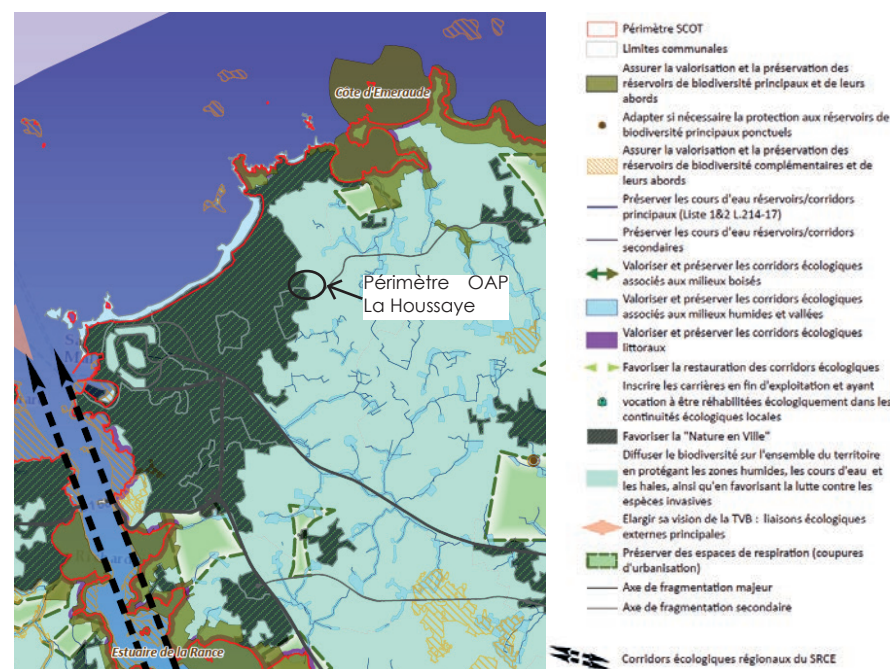 Côte d'Emeraude
Périmètre OAP
La Houssaye
Estuaire de la Rance
Périmètre SCOT
Limites communales
Assurer la valorisation et la préservation des
réservoirs de biodiversité principaux et de leurs
abords
Adapter si nécessaire la protection aux réservoirs de
biodiversité principaux ponctuels
Assurer la valorisation et la préservation des
réservoirs de biodiversité complémentaires et de
leurs abords
Préserver les cours d'eau réservoirs/corridors
principaux (Liste 1&2 L.214-17)
Préserver les cours d'eau réservoirs/corridors
secondaires
Valoriser et préserver les corridors écologiques
associés aux milieux boisés
Valoriser et préserver les corridors écologiques
associés aux milieux humides et vallées
Valoriser et préserver les corridors écologiques
littoraux
Favoriser la restauration des corridors écologiques
Inscrire les carrières en fin d'exploitation et ayant
vocation à être réhabilitées écologiquement dans les
continuités écologiques locales
Favoriser la "Nature en Ville"
Diffuser le biodiversité sur l'ensemble du territoire
en protégant les zones humides, les cours d'eau et
les haies, ainsi qu'en favorisant la lutte contre les
espèces invasives
Elargir sa vision de la TVB : liaisons écologiques
externes principales
Préserver des espaces de respiration (coupures
d'urbanisation)
Axe de fragmentation majeur
Axe de fragmentation secondaire
Corridors écologiques régionaux du SRCE